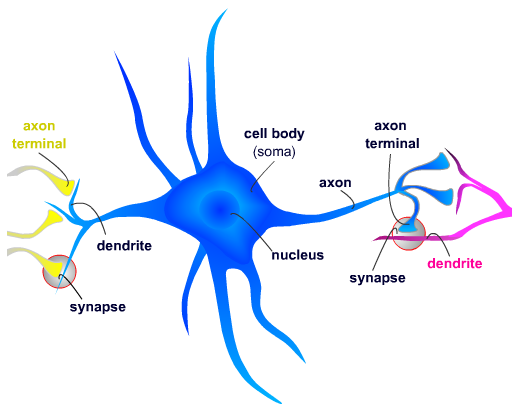 axon
terminal
dendrite
synapse
cell body
(soma)
nucleus
axon
axon
terminal
synapse
dendrite